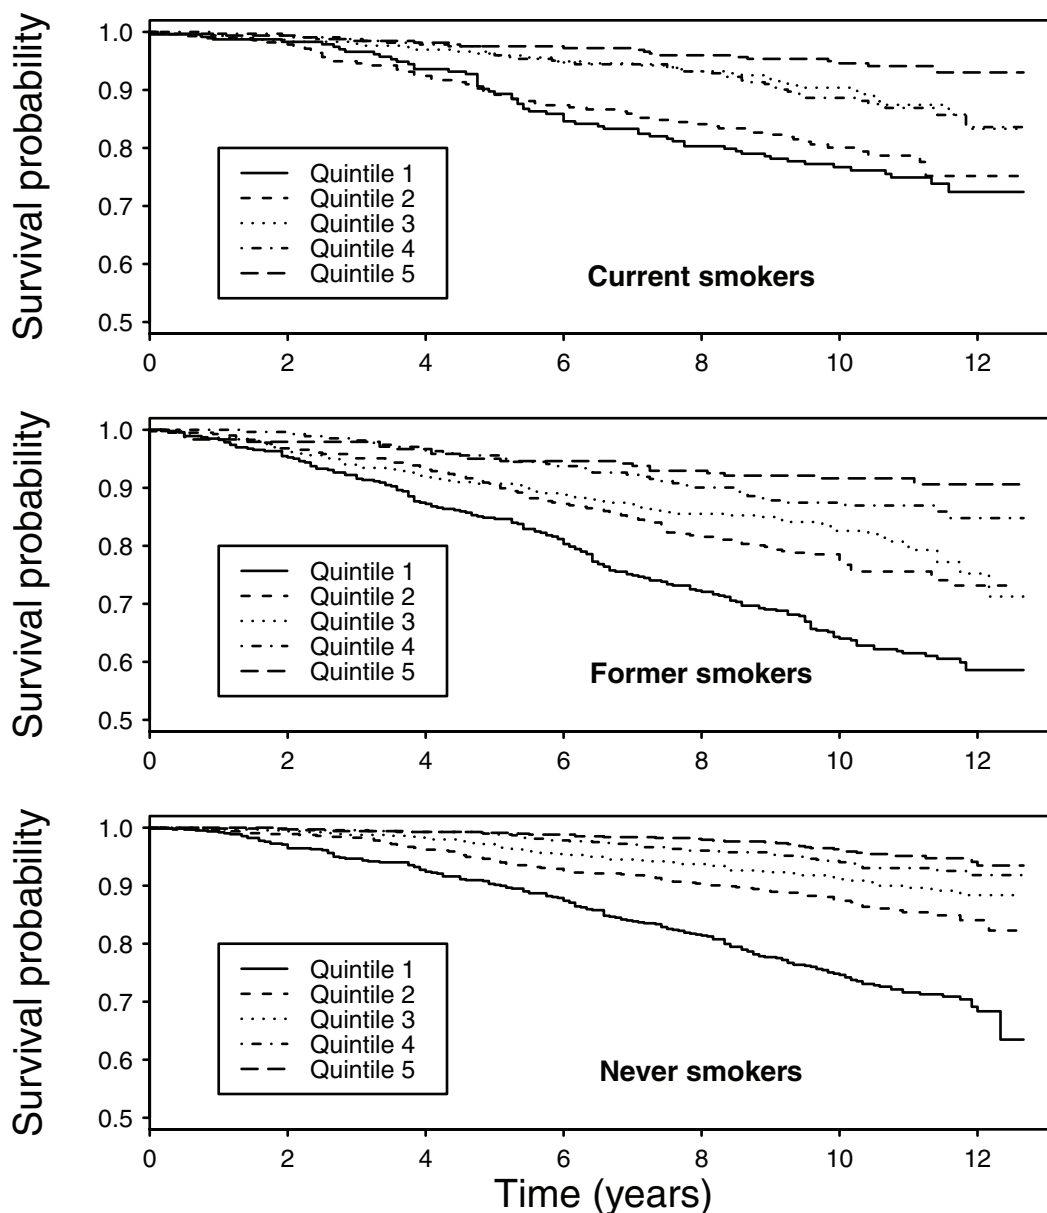 Survival probability
1.0
0.9
0.8
0.7
0.6
0.5
Quintile 1
Quintile 2
Quintile 3
Quintile 4
Quintile 5
Current smokers
0 2 4 6 8 10 12
Survival probability
1.0
0.9
0.8
0.7
0.6
0.5
Quintile 1
Quintile 2
Quintile 3
Quintile 4
Quintile 5
Former smokers
0 2 4 6 8 10 12
Survival probability
1.0
0.9
0.8
0.7
0.6
0.5
Quintile 1
Quintile 2
Quintile 3
Quintile 4
Quintile 5
Never smokers
0 2 4 6 8 10 12
Time (years)